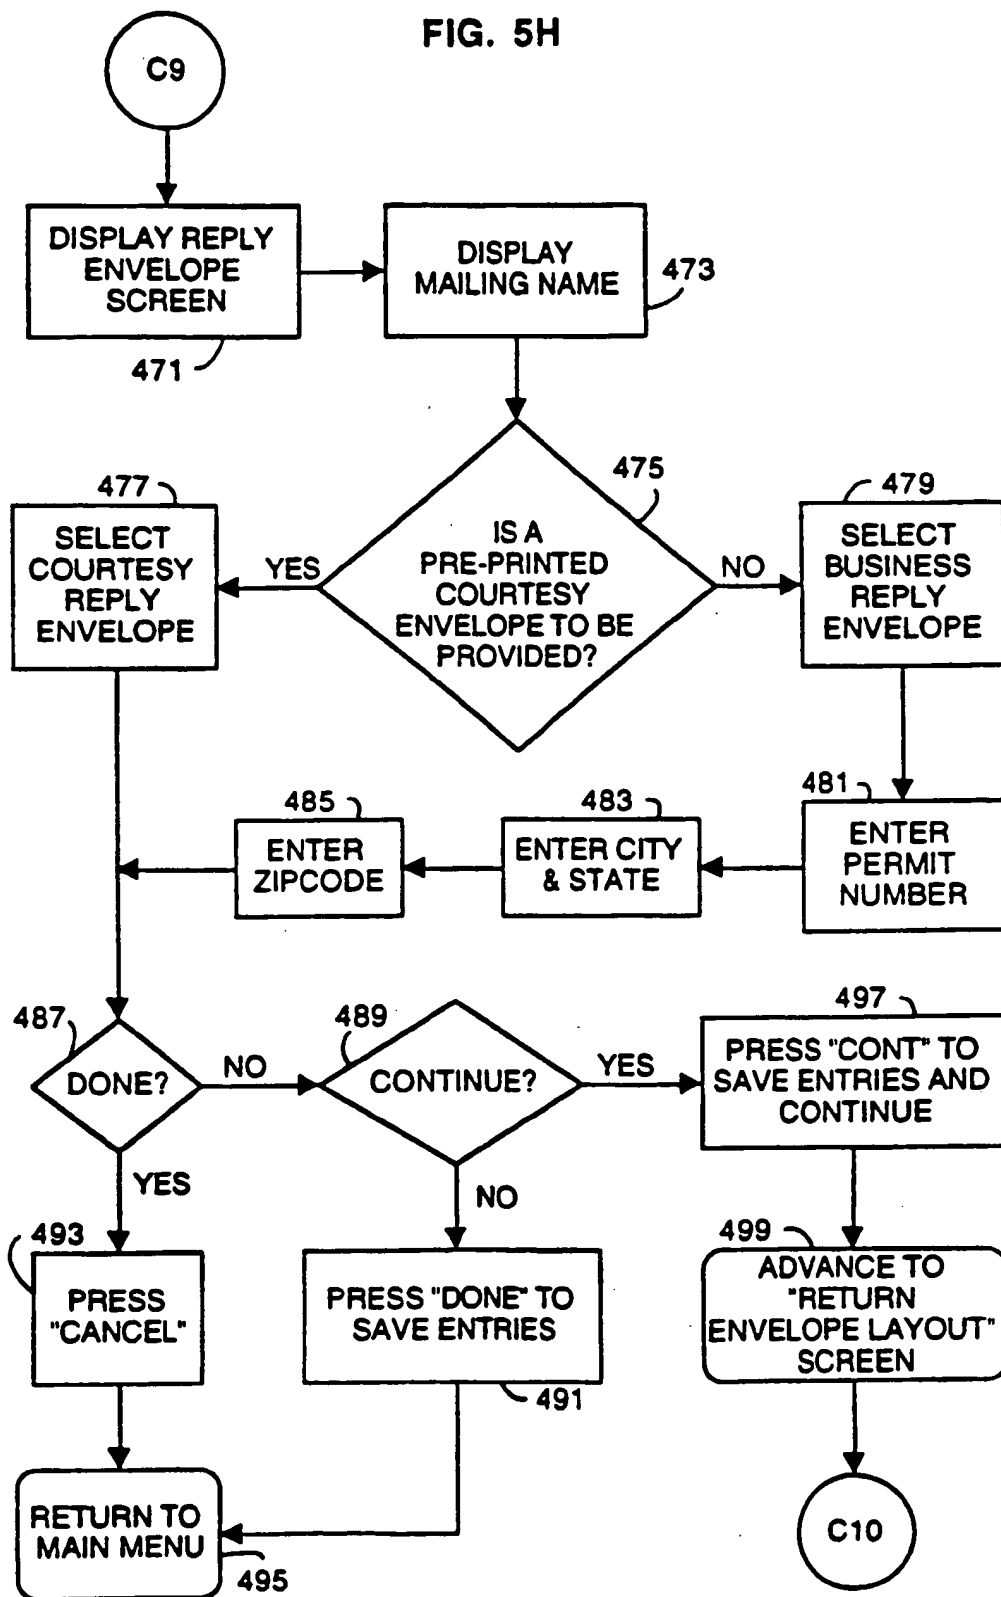 FIG. 5H
C9
DISPLAY REPLY
ENVELOPE
SCREEN
471
DISPLAY
MAILING NAME
473
475
IS A
PRE-PRINTED
COURTESY
ENVELOPE TO BE
PROVIDED?
YES
NO
477
SELECT
COURTESY
REPLY
ENVELOPE
479
SELECT
BUSINESS
REPLY
ENVELOPE
481
ENTER
PERMIT
NUMBER
483
ENTER CITY
& STATE
485
ENTER
ZIPCODE
487
DONE?
NO
YES
489
CONTINUE?
YES
NO
497
PRESS "CONT" TO
SAVE ENTRIES AND
CONTINUE
493
PRESS
"CANCEL"
PRESS "DONE" TO
SAVE ENTRIES
491
499
ADVANCE TO
"RETURN
ENVELOPE LAYOUT"
SCREEN
RETURN TO
MAIN MENU
495
C10